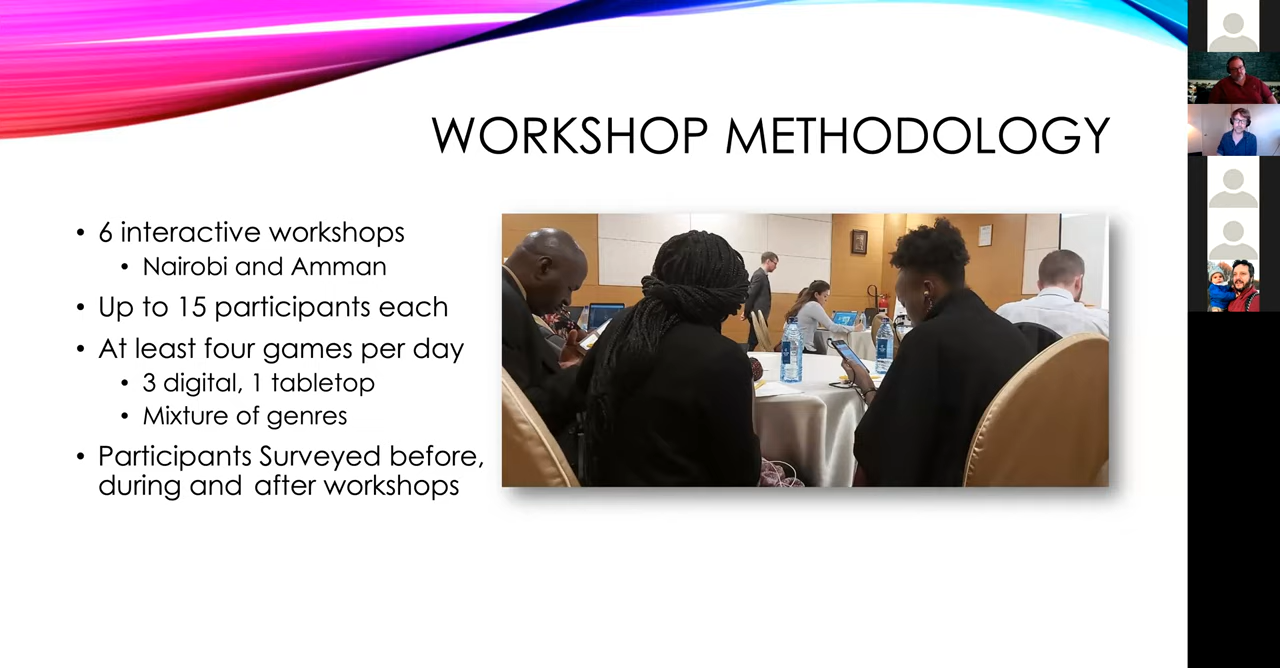 WORKSHOP METHODOLOGY
• 6 interactive workshops
• Nairobi and Amman
• Up to 15 participants each
• At least four games per day
• 3 digital, 1 tabletop
• Mixture of genres
• Participants Surveyed before,
during and after workshops